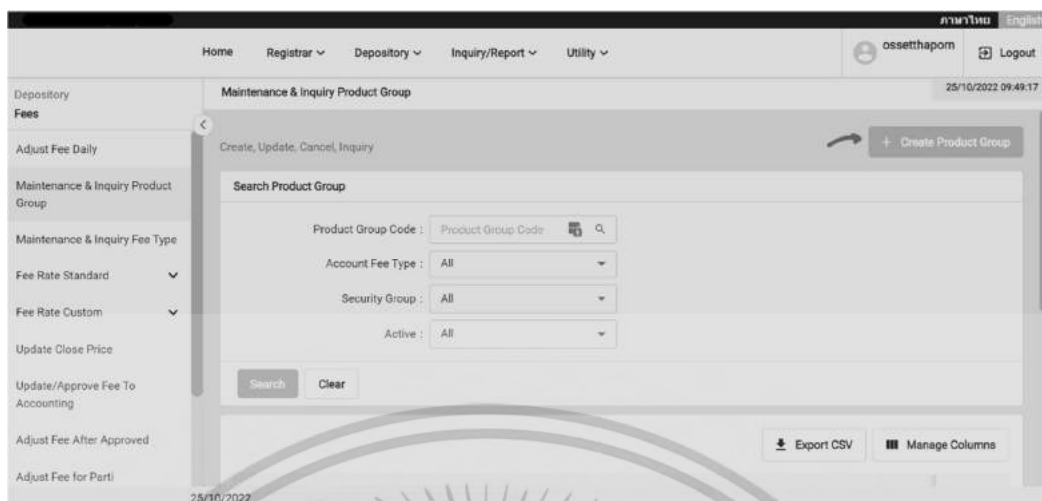 ภาษาไทย English
Home Registrar Depository Inquiry/Report Utility ossetthaporn Logout
Depository
Fees
Maintenance & Inquiry Product Group 25/10/2022 09:49:17
Adjust Fee Daily
Create, Update, Cancel, Inquiry + Create Product Group
Maintenance & Inquiry Product
Group
Search Product Group
Product Group Code : Product Group Code
Maintenance & Inquiry Fee Type
Account Fee Type : All
Fee Rate Standard
Security Group : All
Fee Rate Custom
Active : All
Update Close Price
Update/Approve Fee To
Accounting
Search Clear
Adjust Fee After Approved
Export CSV Manage Columns
Adjust Fee for Parti
25/10/2022